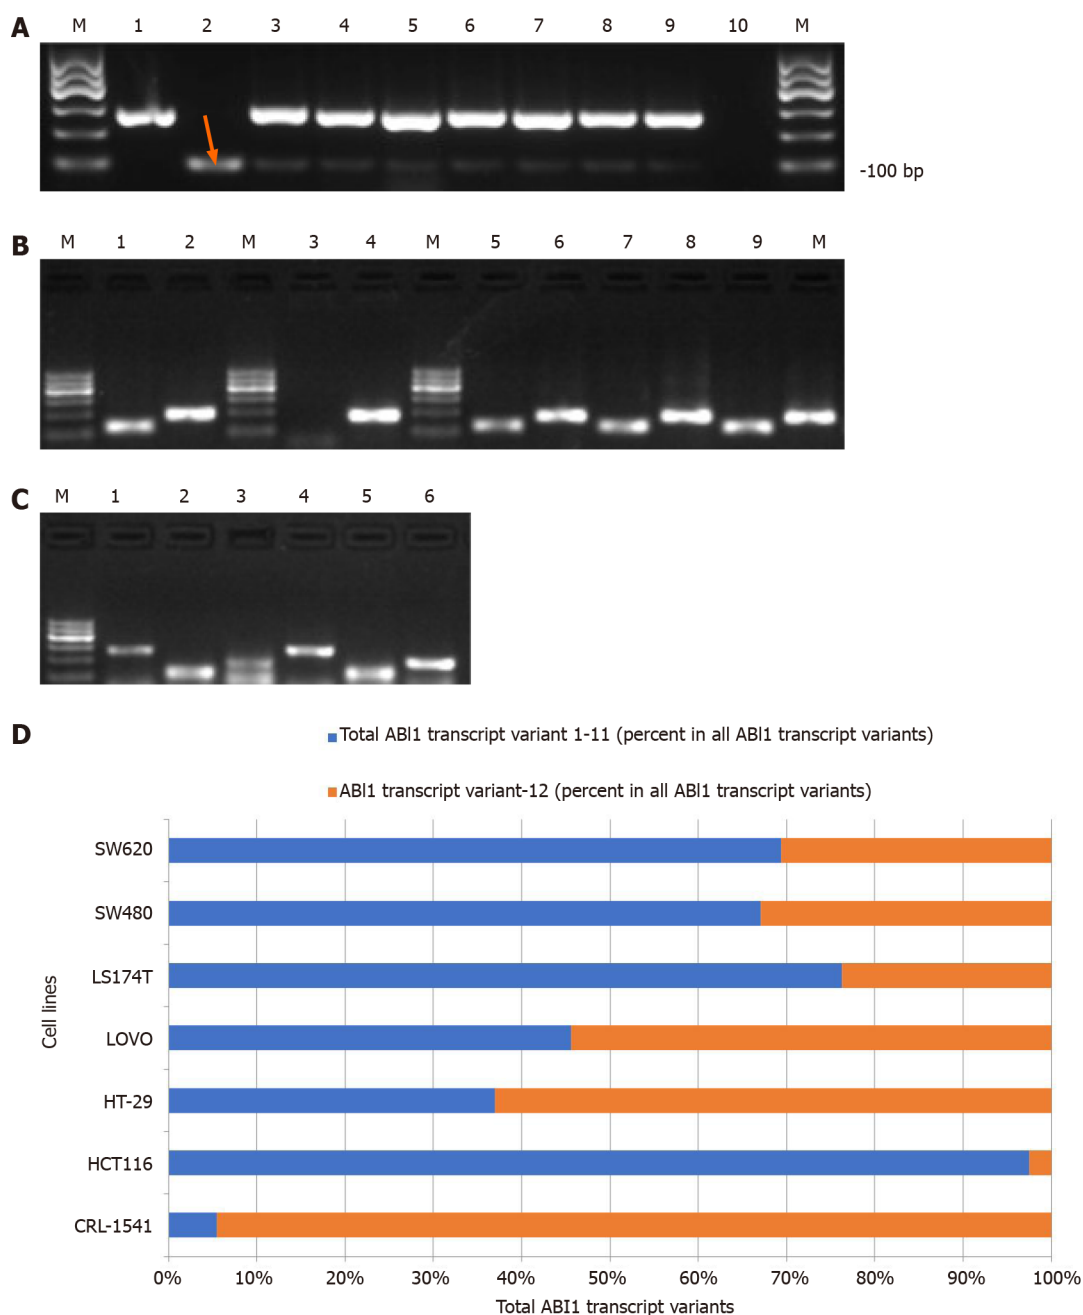 A
M 1 2 3 4 5 6 7 8 9 10 M
-100 bp
B
M 1 2 M 3 4 M 5 6 7 8 9 M
C
M 1 2 3 4 5 6
D
Total ABl1 transcript variant 1-11 (percent in all ABl1 transcript variants)
ABl1 transcript variant-12 (percent in all ABl1 transcript variants)
Cell lines
SW620
SW480
LS174T
LOVO
HT-29
HCT116
CRL-1541
0% 10% 20% 30% 40% 50% 60% 70% 80% 90% 100%
Total ABI1 transcript variants